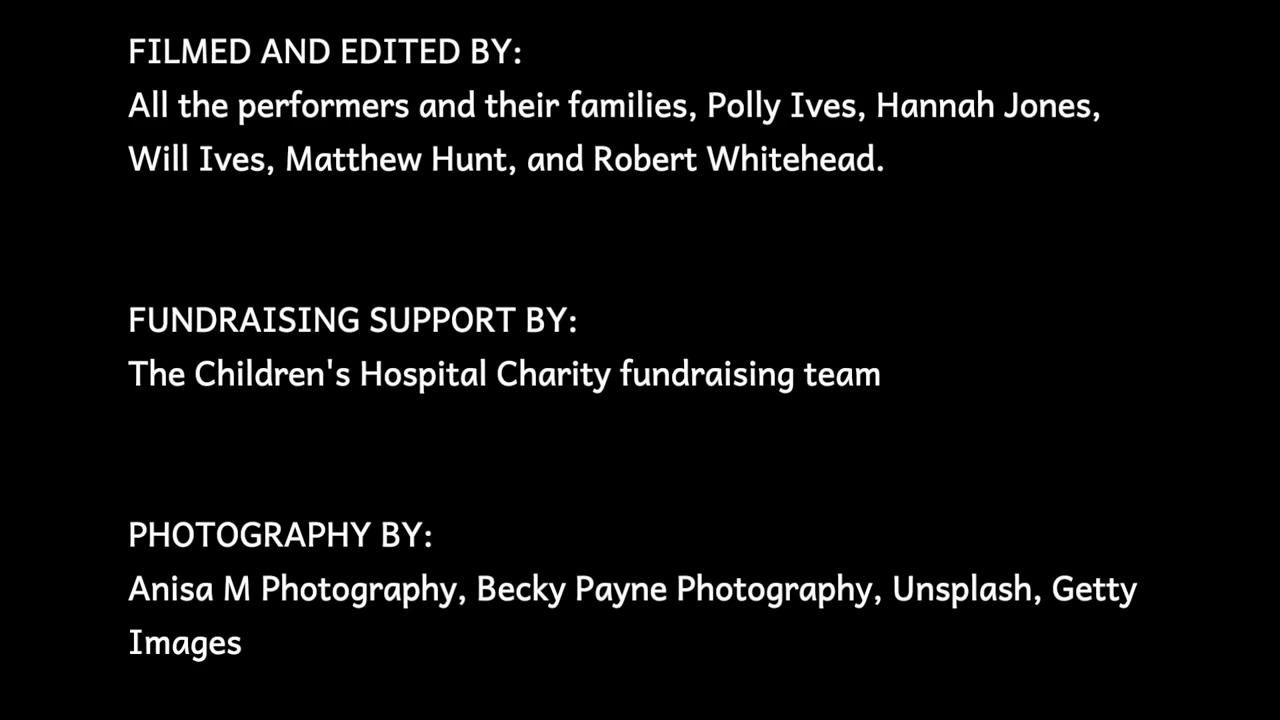 FILMED AND EDITED BY:
All the performers and their families, Polly Ives, Hannah Jones,
Will Ives, Matthew Hunt, and Robert Whitehead.
FUNDRAISING SUPPORT BY:
The Children's Hospital Charity fundraising team
PHOTOGRAPHY BY:
Anisa M Photography, Becky Payne Photography, Unsplash, Getty
Images